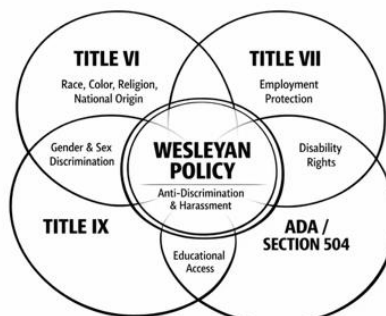 TITLE VI
Race, Color, Religion,
National Origin
TITLE VII
Employment
Protection
Gender & Sex
Discrimination
WESLEYAN
POLICY
Anti-Discrimination
& Harassment
Disability
Rights
TITLE IX
Educational
Access
ADA /
SECTION 504